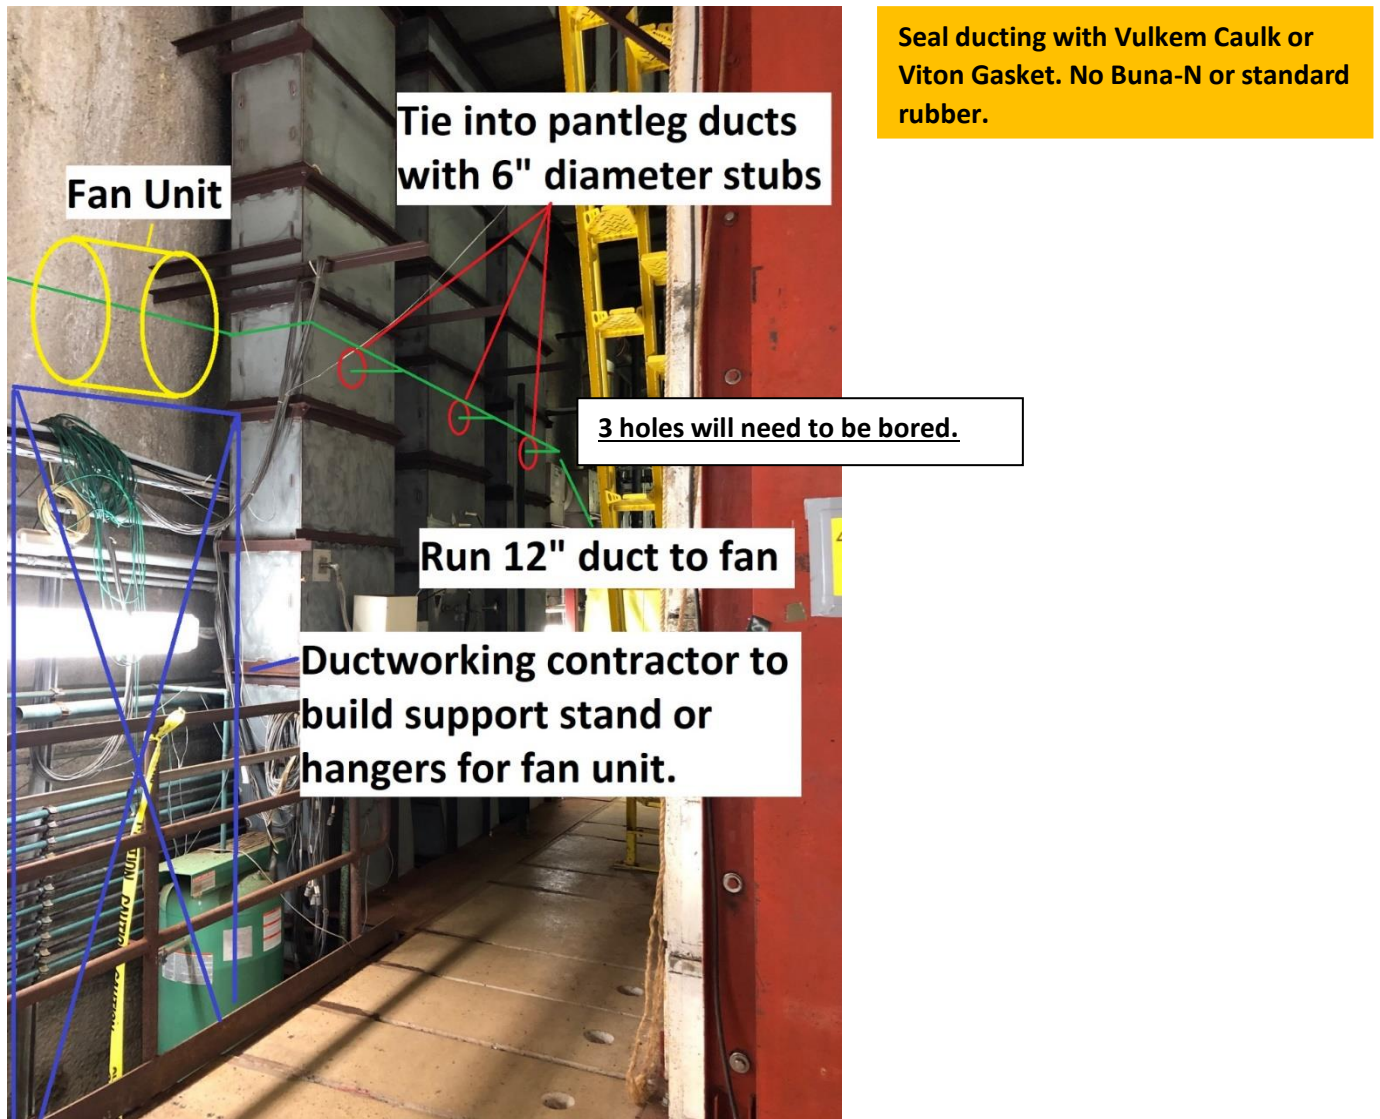 Seal ducting with Vulkem Caulk or
Viton Gasket. No Buna-N or standard
rubber.
Tie into pantleg ducts
with 6" diameter stubs
Fan Unit
3 holes will need to be bored.
Run 12" duct to fan
Ductworking contractor to
build support stand or
hangers for fan unit.
CAUTION
CAUTION